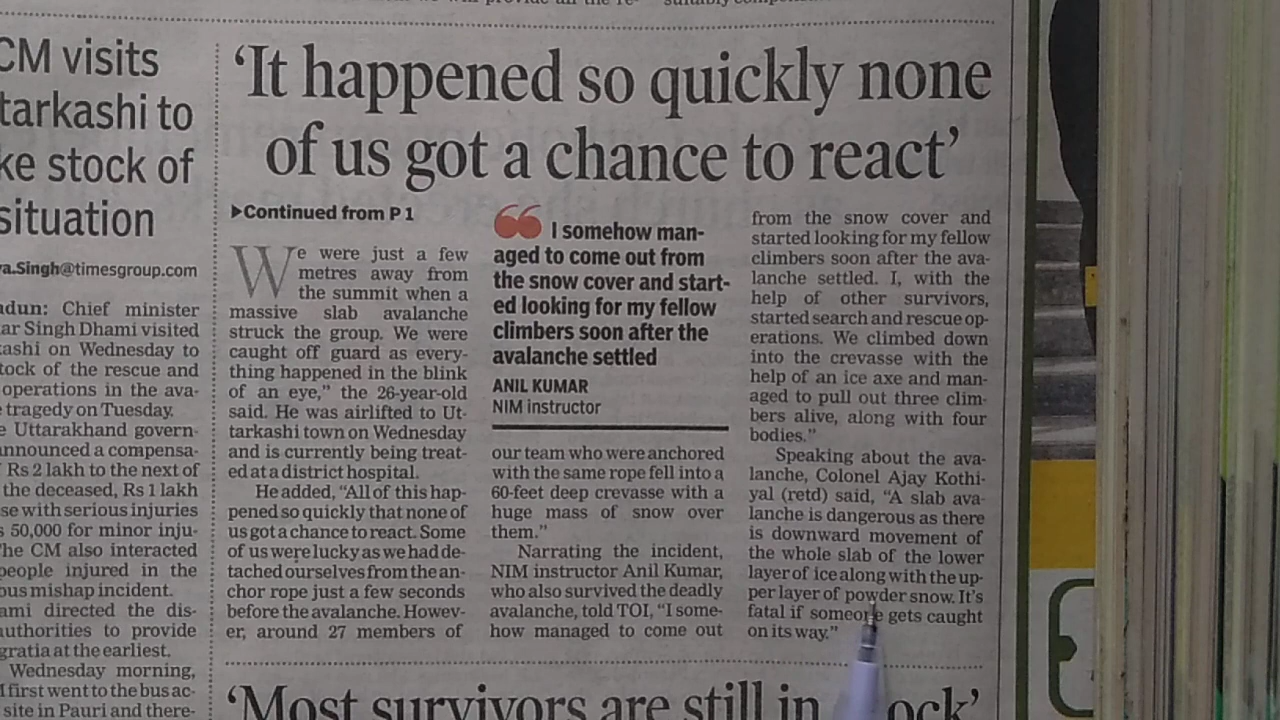 CM visits
tarkashi to
ke stock of
situation
va.Singh@timesgroup.com
adun: Chief minister
ar Singh Dhami visited
kashi on Wednesday to
tock of the rescue and
operations in the ava-
e tragedy on Tuesday.
e Uttarakhand govern-
announced a compensa-
Rs 2 lakh to the next of
the deceased, Rs 1 lakh
se with serious injuries
s 50,000 for minor inju-
The CM also interacted
people injured in the
bus mishap incident.
ami directed the dis-
authorities to provide
gratia at the earliest.
Wednesday morning,
M first went to the bus ac-
site in Pauri and there-
‘It happened so quickly none
of us got a chance to react’
▶Continued from P 1
We were just a few
metres away from
the summit when a
massive slab avalanche
struck the group. We were
caught off guard as every-
thing happened in the blink
of an eye,” the 26-year-old
said. He was airlifted to Ut-
tarkashi town on Wednesday
and is currently being treat-
ed at a district hospital.
He added, “All of this hap-
pened so quickly that none of
us got a chance to react. Some
of us were lucky as we had de-
tached ourselves from the an-
chor rope just a few seconds
before the avalanche. Howev-
er, around 27 members of
“ I somehow man-
aged to come out from
the snow cover and start-
ed looking for my fellow
climbers soon after the
avalanche settled
ANIL KUMAR
NIM instructor
our team who were anchored
with the same rope fell into a
60-feet deep crevasse with a
huge mass of snow over
them.”
Narrating the incident,
NIM instructor Anil Kumar,
who also survived the deadly
avalanche, told TOI, “I some-
how managed to come out
from the snow cover and
started looking for my fellow
climbers soon after the ava-
lanche settled. I, with the
help of other survivors,
started search and rescue op-
erations. We climbed down
into the crevasse with the
help of an ice axe and man-
aged to pull out three clim-
bers alive, along with four
bodies.”
Speaking about the ava-
lanche, Colonel Ajay Kothi-
yal (retd) said, “A slab ava-
lanche is dangerous as there
is downward movement of
the whole slab of the lower
layer of ice along with the up-
per layer of powder snow. It’s
fatal if someone gets caught
on its way.”
‘Most survivors are still in ock’